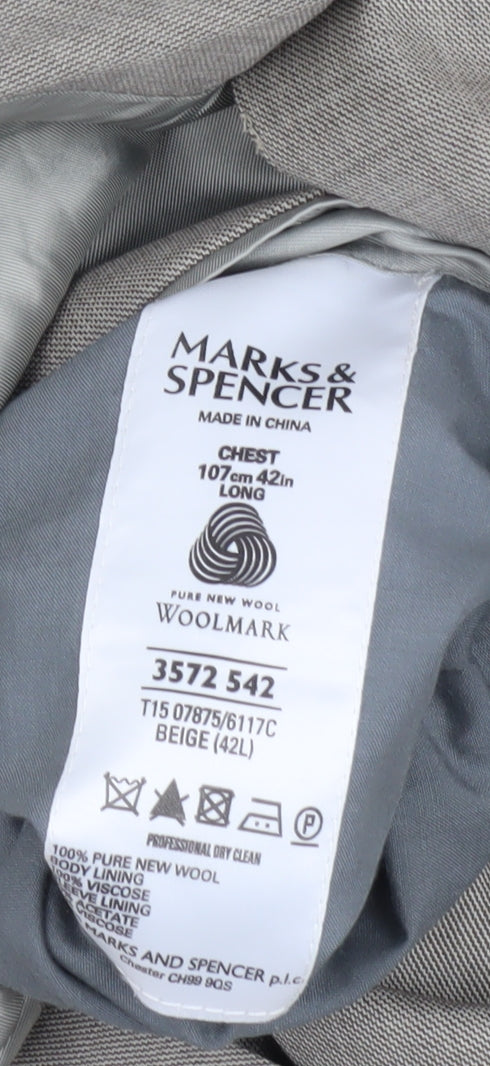 MARKS &
SPENCER
MADE IN CHINA
CHEST
107cm 42in
LONG
PURE NEW WOOL
WOOLMARK
3572 542
T15 07875/6117C
BEIGE (42L)
P
PROFESSIONAL DRY CLEAN
100% PURE NEW WOOL
BODY LINING
100% VISCOSE
SLEEVE LINING
ACETATE
VISCOSE
MARKS AND SPENCER p.l.c.
Chester CH99 9QS